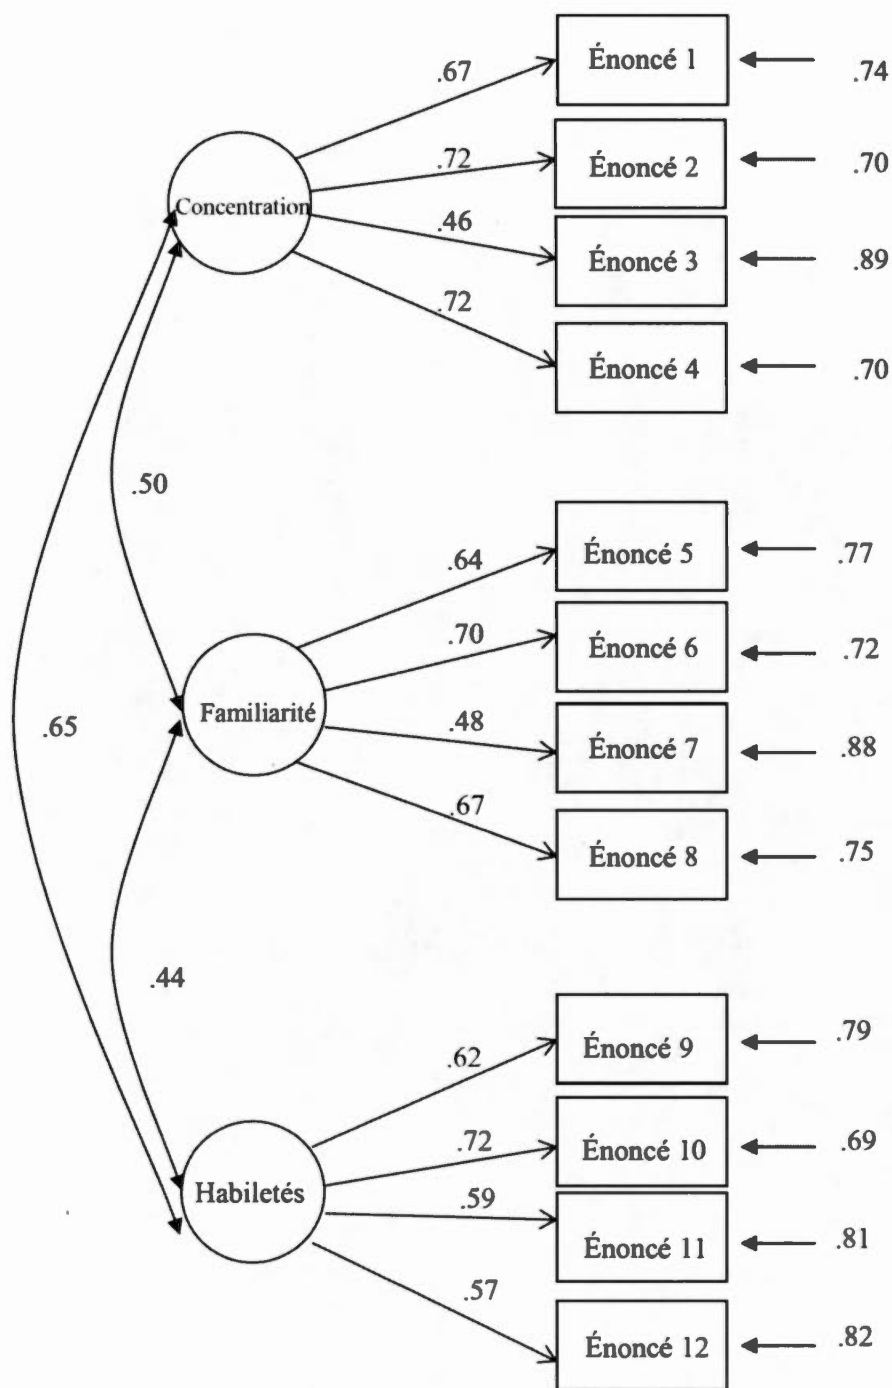 .67 Énoncé 1 .74
Concentration .72 Énoncé 2 .70
.46 Énoncé 3 .89
.72 Énoncé 4 .70
.50
.64 Énoncé 5 .77
.70 Énoncé 6 .72
.65 Familiarité .48 Énoncé 7 .88
.67 Énoncé 8 .75
.44
.62 Énoncé 9 .79
.72 Énoncé 10 .69
Habiletés .59 Énoncé 11 .81
.57 Énoncé 12 .82